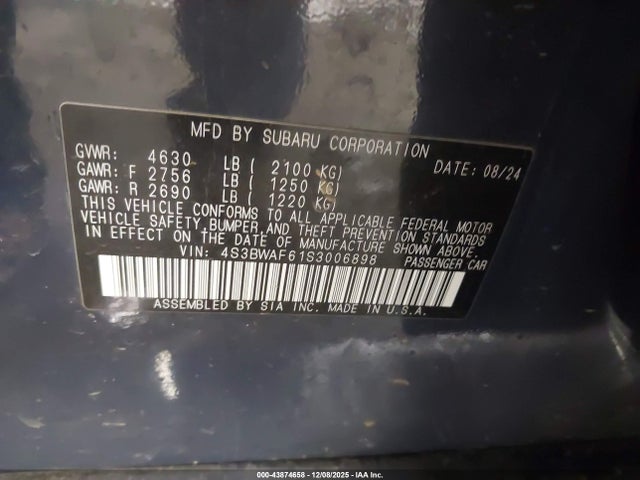 MFD BY SUBARU CORPORATION
GVWR: 4630 LB ( 2100 KG) DATE: 08/24
GAWR: F 2756 LB ( 1250 KG)
GAWR: R 2690 LB ( 1220 KG)
THIS VEHICLE CONFORMS TO ALL APPLICABLE FEDERAL MOTOR
VEHICLE SAFETY, BUMPER, AND THEFT PREVENTION STANDARDS
IN EFFECT ON THE DATE OF MANUFACTURE SHOWN ABOVE.
VIN: 4S3BWAF61S3006898 PASSENGER CAR
ASSEMBLED BY SIA INC. MADE IN U.S.A.
000-43874658 - 12/08/2025 - IAA Inc.